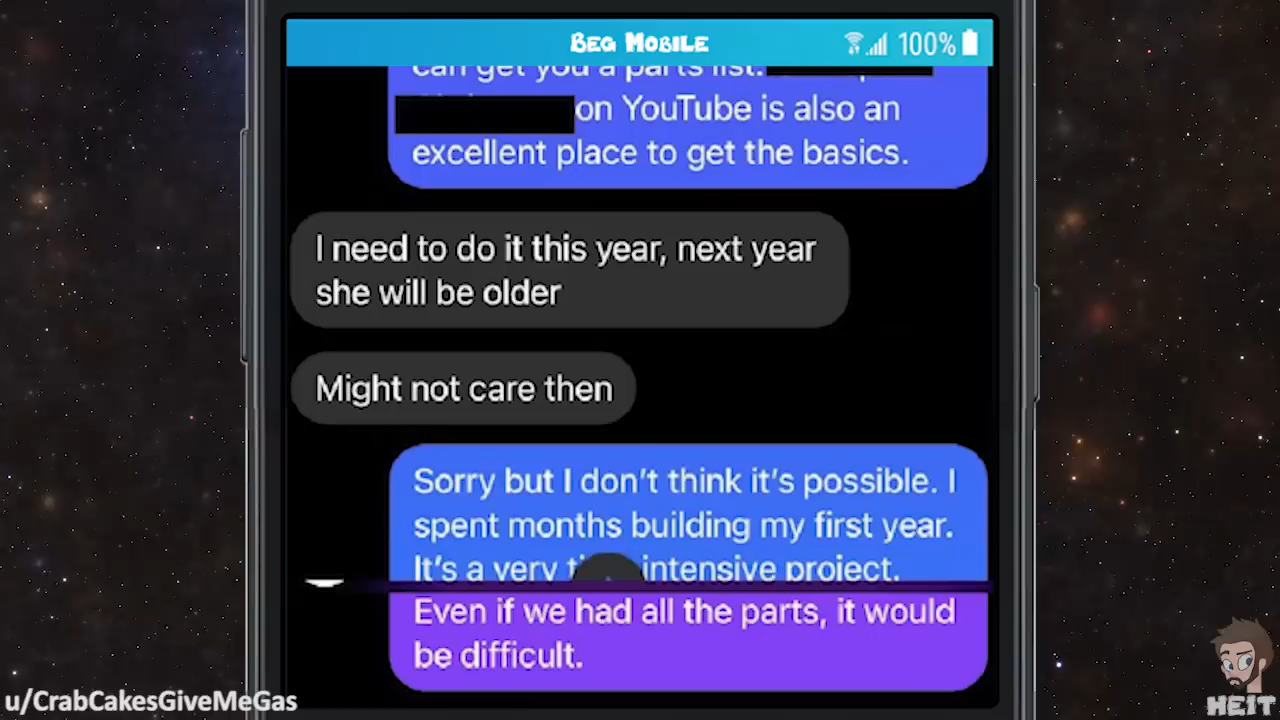 BEG MOBILE
100%
can get you a parts list.
on YouTube is also an
excellent place to get the basics.
I need to do it this year, next year
she will be older
Might not care then
Sorry but I don't think it's possible. I
spent months building my first year.
It's a very intensive project.
Even if we had all the parts, it would
be difficult.
u/CrabCakesGiveMeGas
HEIT